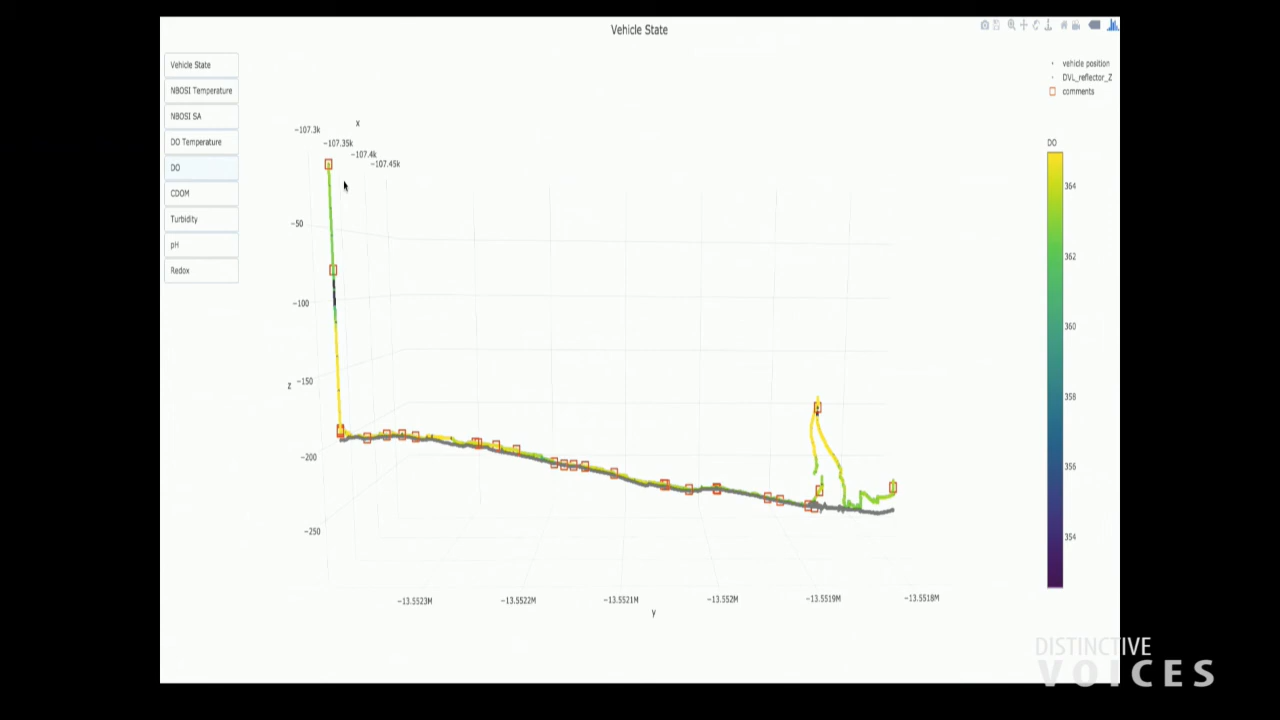 Vehicle State
Vehicle State
NBOSI Temperature
NBOSI SA
DO Temperature
DO
CDOM
Turbidity
pH
Redox
vehicle position
DVL_reflector_Z
comments
x
−107.3k
−107.35k
−107.4k
−107.45k
−50
−100
−150
z
−200
−250
−13.5523M
−13.5522M
−13.5521M
−13.552M
−13.5519M
−13.5518M
y
DO
364
362
360
358
356
354
DISTINCTIVE
VOICES